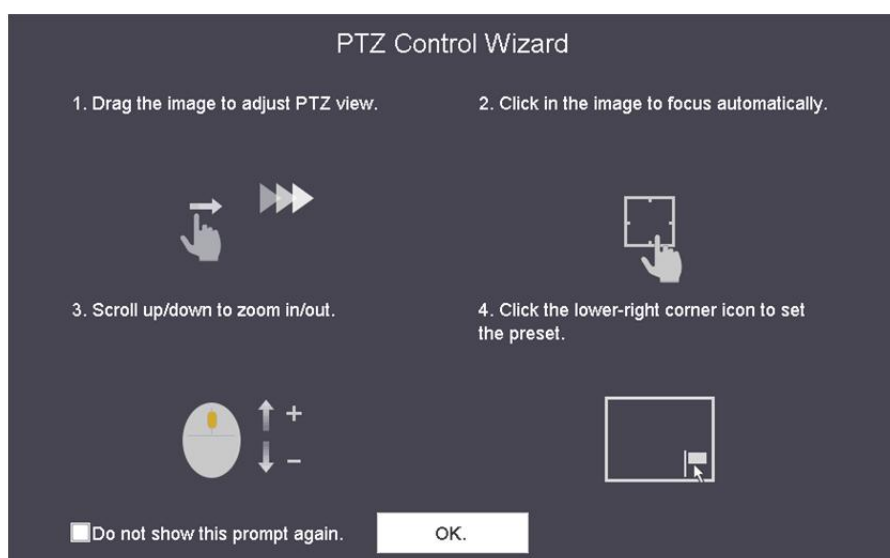 PTZ Control Wizard
1. Drag the image to adjust PTZ view.
2. Click in the image to focus automatically.
3. Scroll up/down to zoom in/out.
4. Click the lower-right corner icon to set
the preset.
+
−
Do not show this prompt again.
OK.